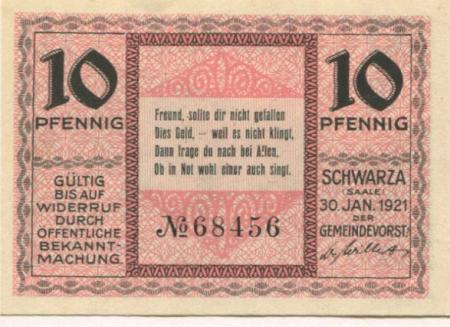 10
PFENNIG
GÜLTIG
BIS AUF
WIDERRUF
DURCH
ÖFFENTLICHE
BEKANNT-
MACHUNG.
Freund, sollte dir nicht gefallen
Dies Geld, – weil es nicht klingt,
Dann frage du nach bei Allen,
Ob in Not wohl einer auch singt.
№ 68456
10
PFENNIG
SCHWARZA
(SAALE)
30. JAN. 1921
DER
GEMEINDEVORST.